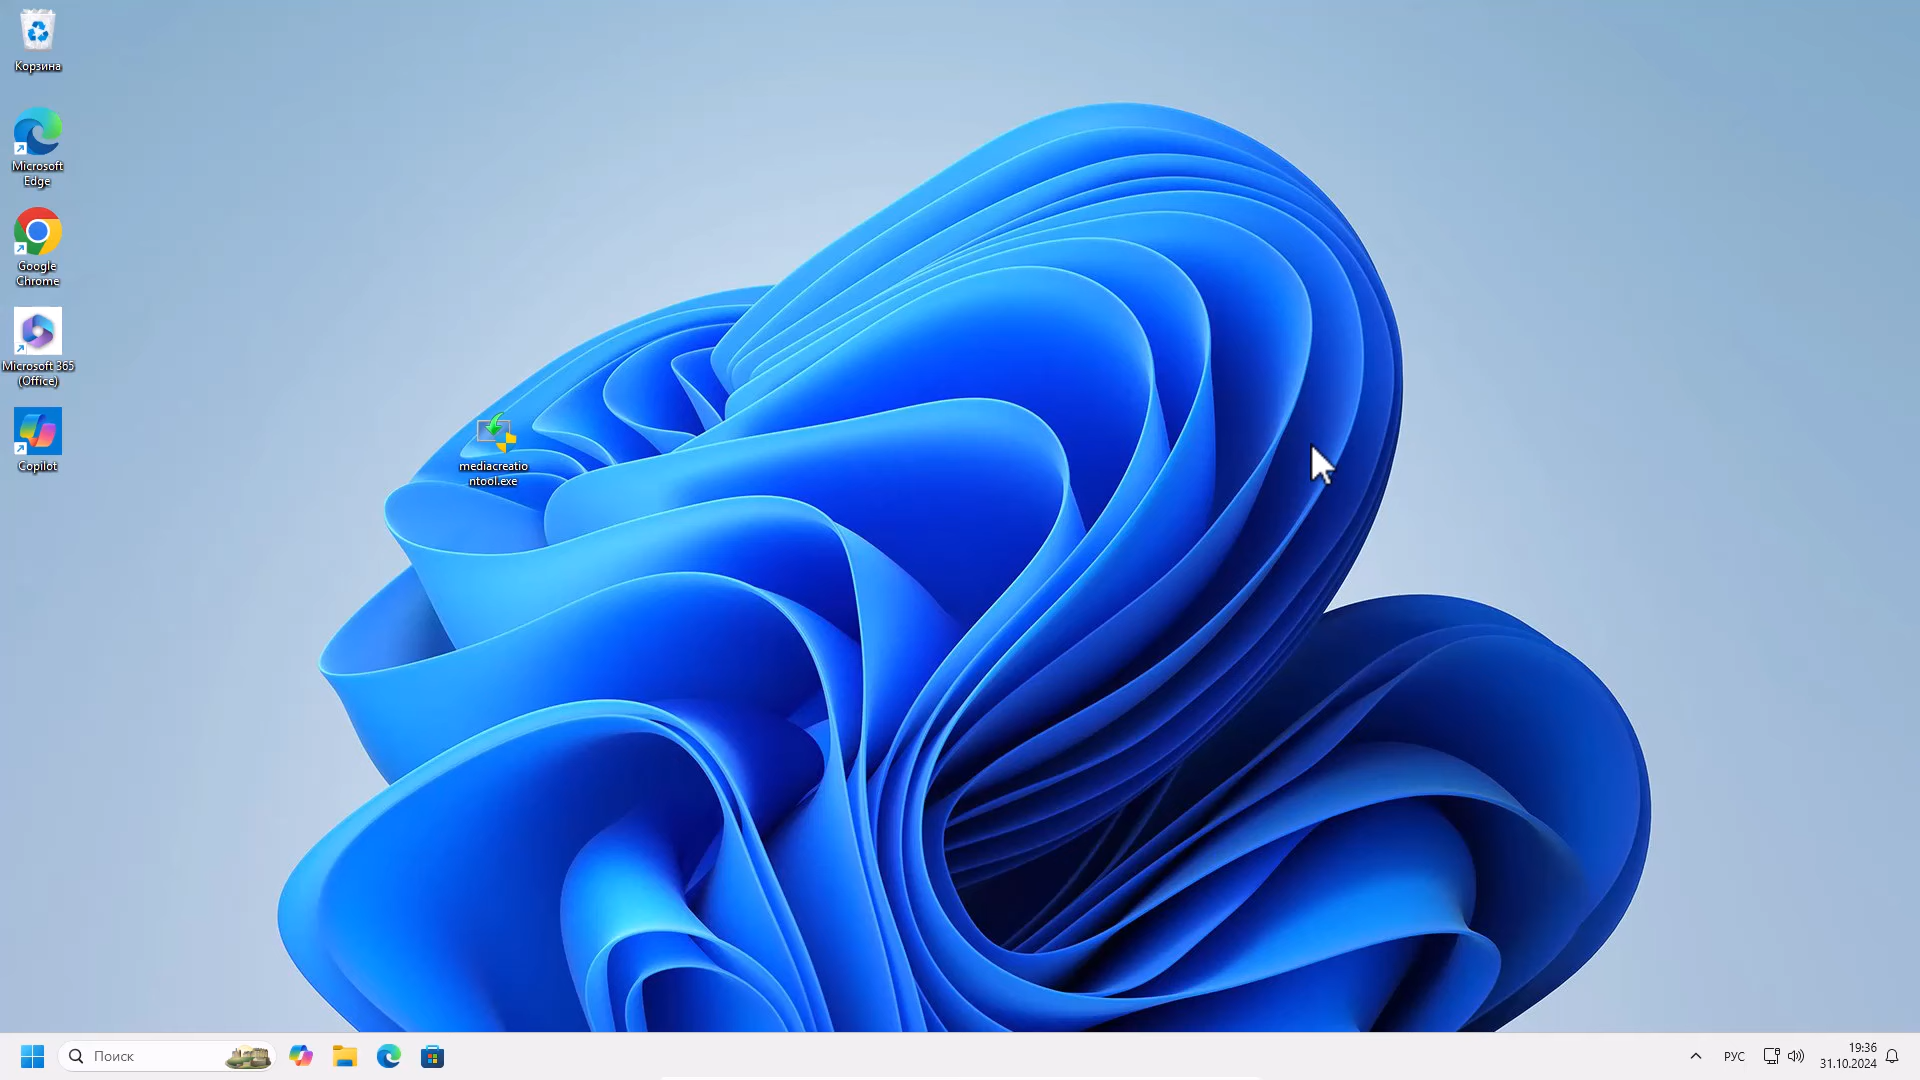 Корзина
Microsoft
Edge
Google
Chrome
Microsoft 365
(Office)
Copilot
mediacreatio
ntool.exe
Поиск
РУС
19:36
31.10.2024